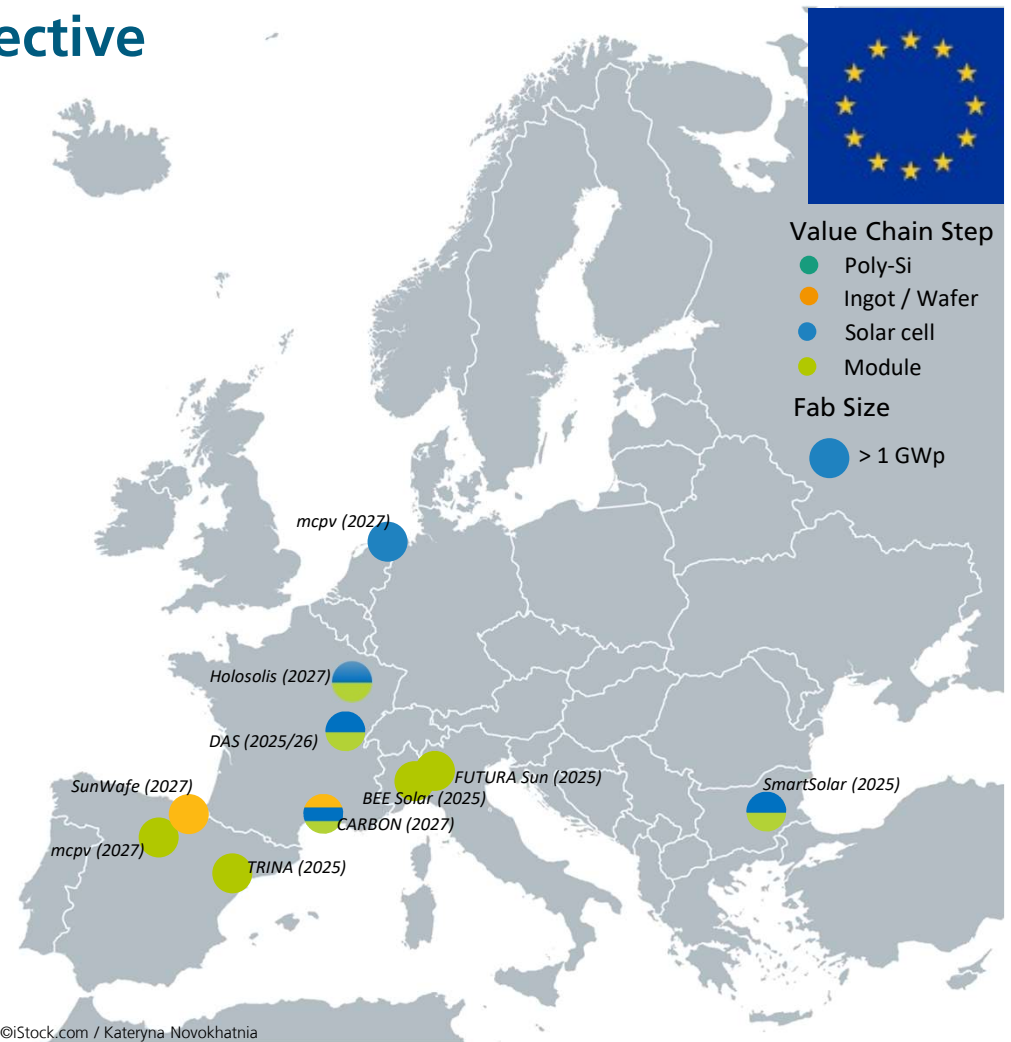 ective
Value Chain Step
Poly-Si
Ingot / Wafer
Solar cell
Module
Fab Size
> 1 GWp
mcpv (2027)
Holosolis (2027)
DAS (2025/26)
SunWafe (2027)
FUTURA Sun (2025)
SmartSolar (2025)
BEE Solar (2025)
CARBON (2027)
mcpv (2027)
TRINA (2025)
©iStock.com / Kateryna Novokhatnia